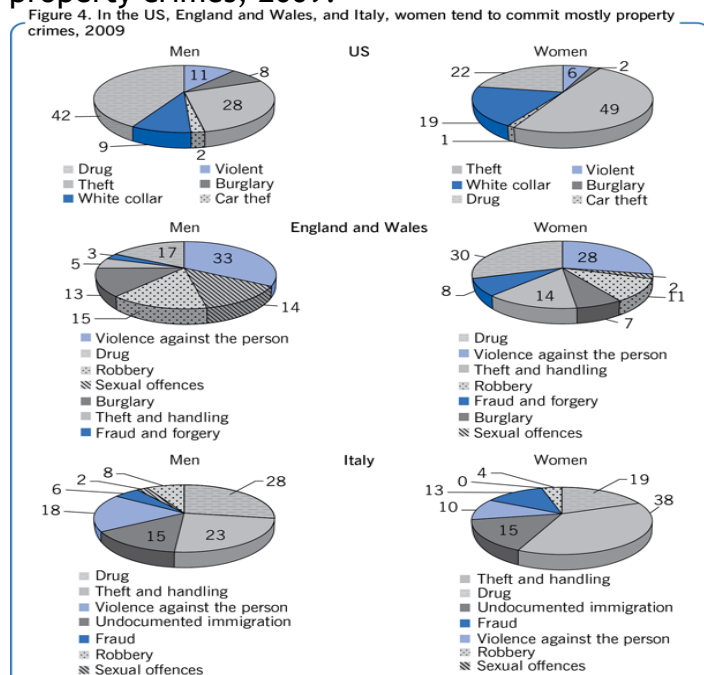 property crimes, 2009.
Figure 4. In the US, England and Wales, and Italy, women tend to commit mostly property
crimes, 2009
Men US Women
11 8 28 2 9 42
6 2 49 1 19 22
Drug Violent
Theft Burglary
White collar Car thef
Theft Violent
White collar Burglary
Drug Car theft
Men England and Wales Women
33 14 15 13 5 3 17
28 2 11 7 14 8 30
Violence against the person
Drug
Robbery
Sexual offences
Burglary
Theft and handling
Fraud and forgery
Drug
Violence against the person
Theft and handling
Robbery
Fraud and forgery
Burglary
Sexual offences
Men Italy Women
28 23 15 18 6 2 8
19 38 15 10 13 0 4
Drug
Theft and handling
Violence against the person
Undocumented immigration
Fraud
Robbery
Sexual offences
Theft and handling
Drug
Undocumented immigration
Fraud
Violence against the person
Robbery
Sexual offences